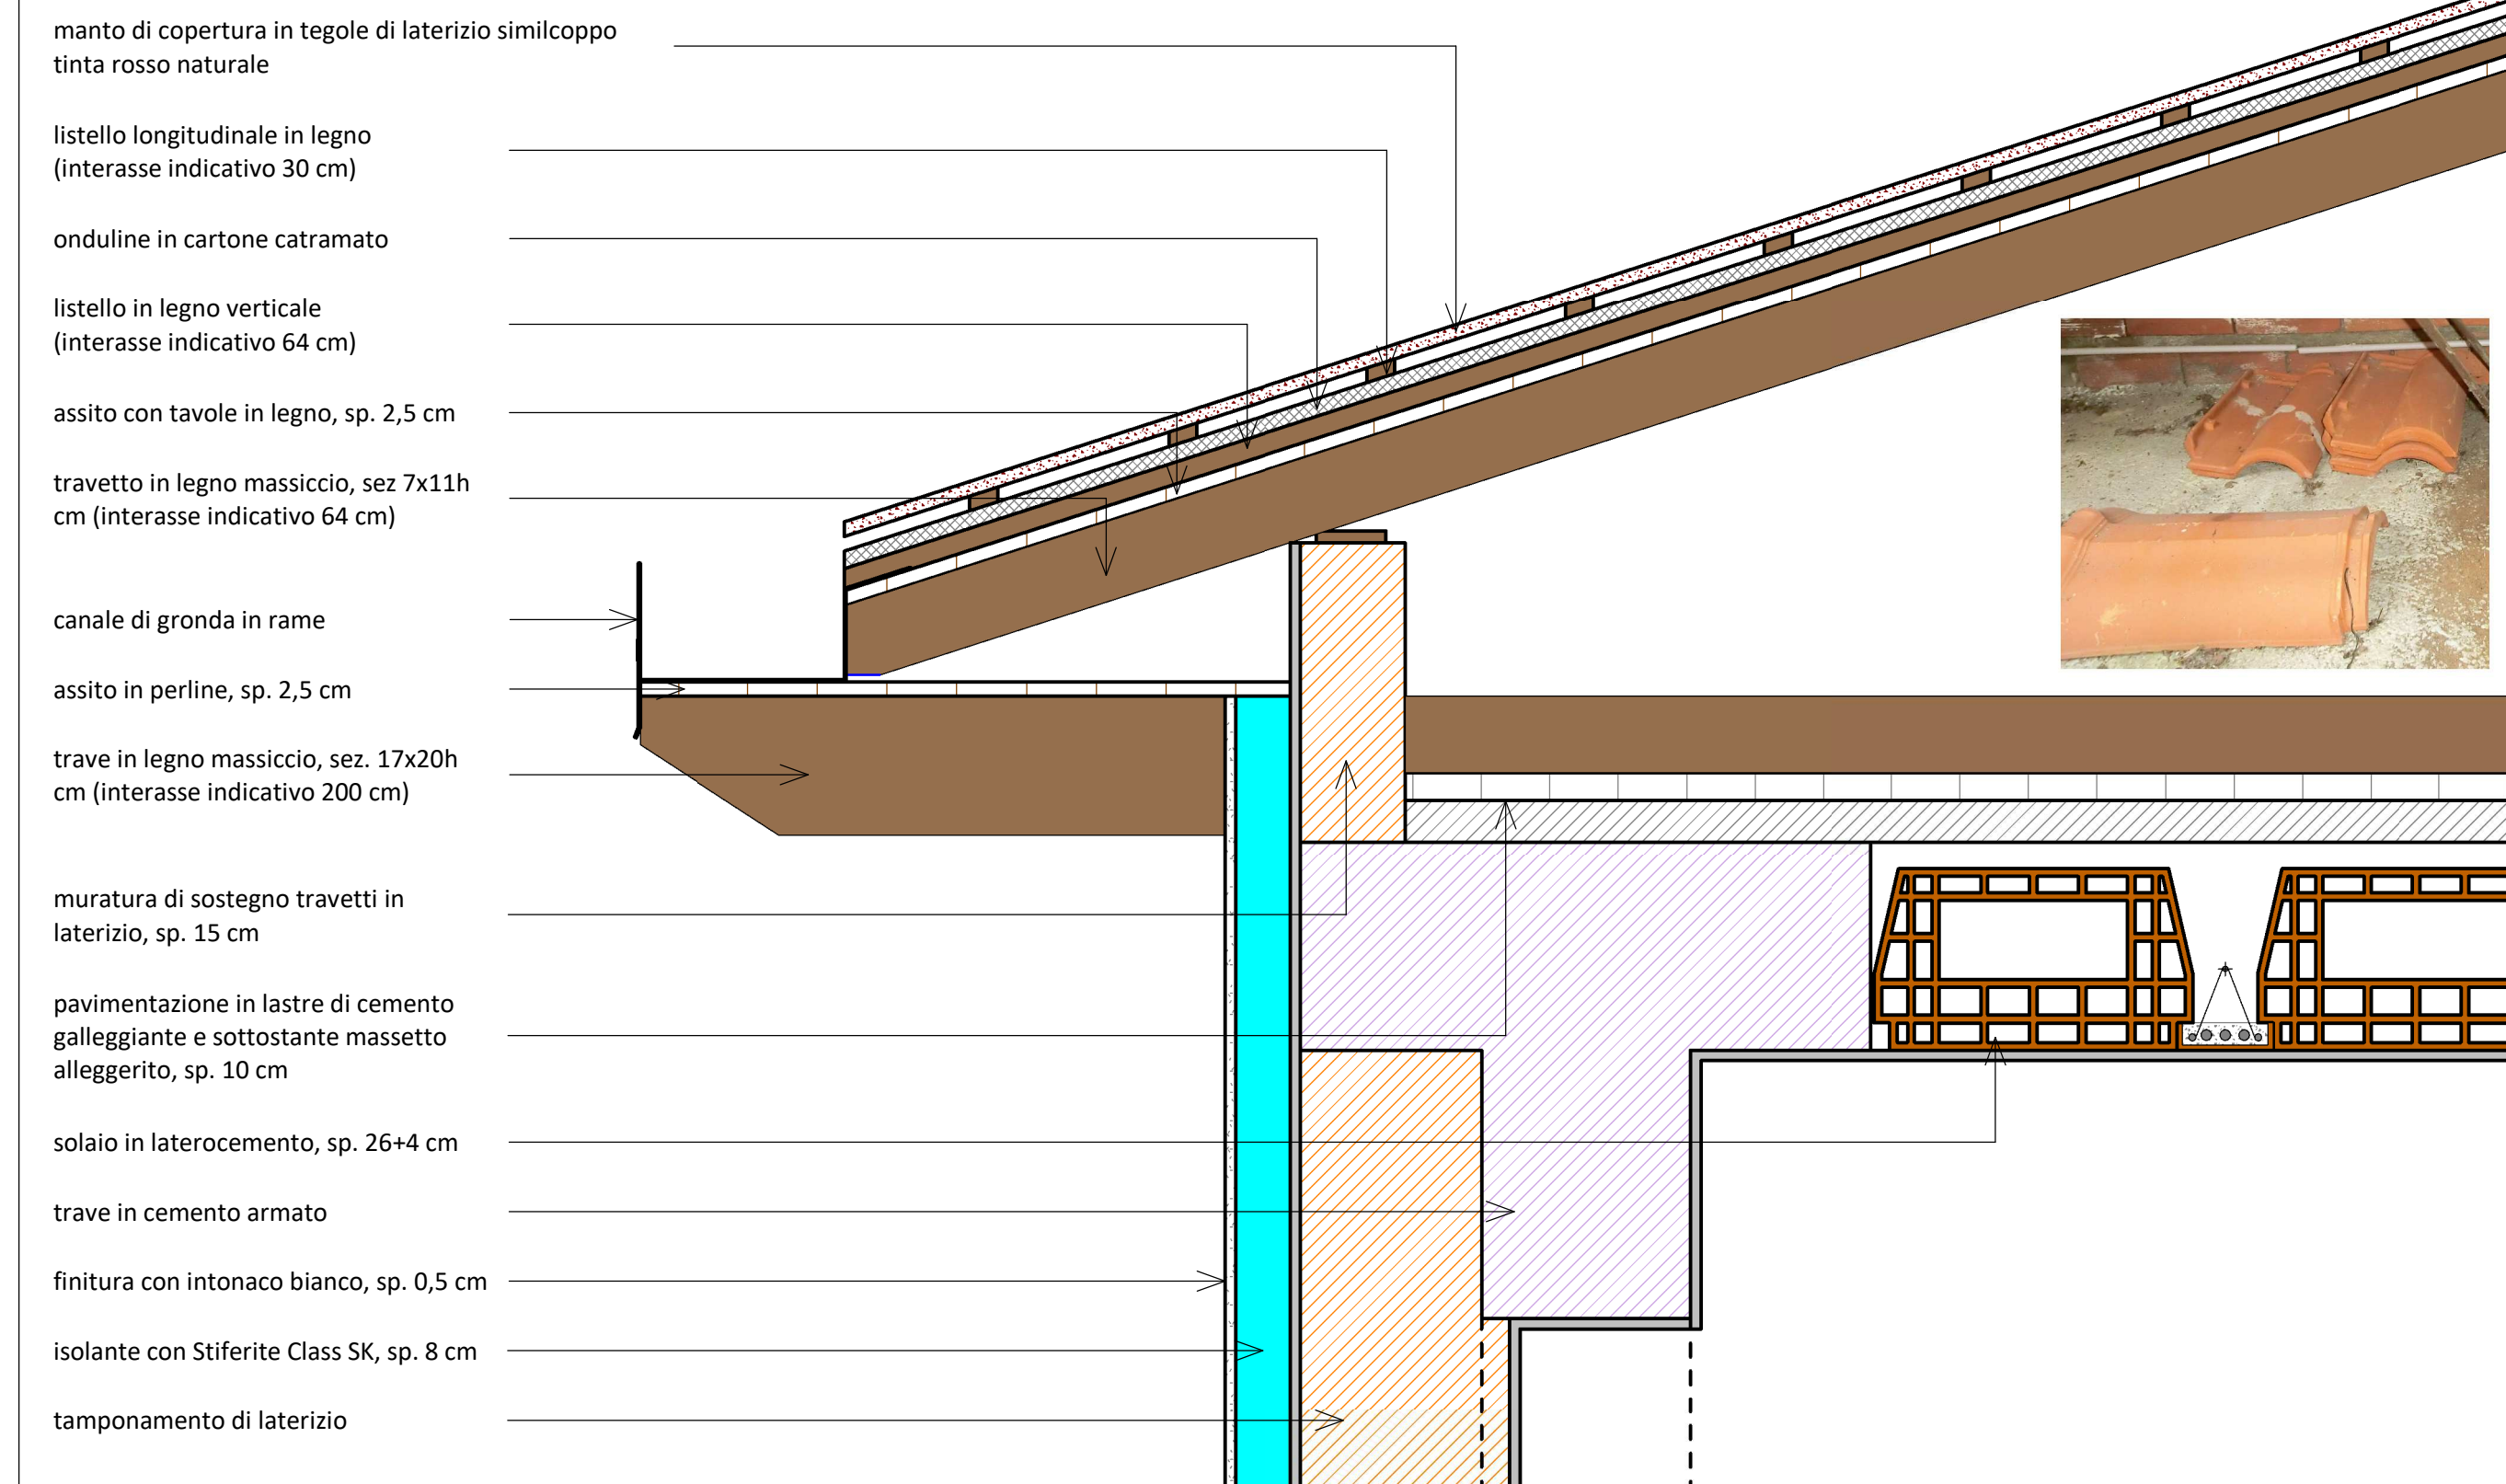 manto di copertura in tegole di laterizio similcoppo
tinta rosso naturale
listello longitudinale in legno
(interasse indicativo 30 cm)
onduline in cartone catramato
listello in legno verticale
(interasse indicativo 64 cm)
assito con tavole in legno, sp. 2,5 cm
travetto in legno massiccio, sez 7x11h
cm (interasse indicativo 64 cm)
canale di gronda in rame
assito in perline, sp. 2,5 cm
trave in legno massiccio, sez. 17x20h
cm (interasse indicativo 200 cm)
muratura di sostegno travetti in
laterizio, sp. 15 cm
pavimentazione in lastre di cemento
galleggiante e sottostante massetto
alleggerito, sp. 10 cm
solaio in laterocemento, sp. 26+4 cm
trave in cemento armato
finitura con intonaco bianco, sp. 0,5 cm
isolante con Stiferite Class SK, sp. 8 cm
tamponamento di laterizio